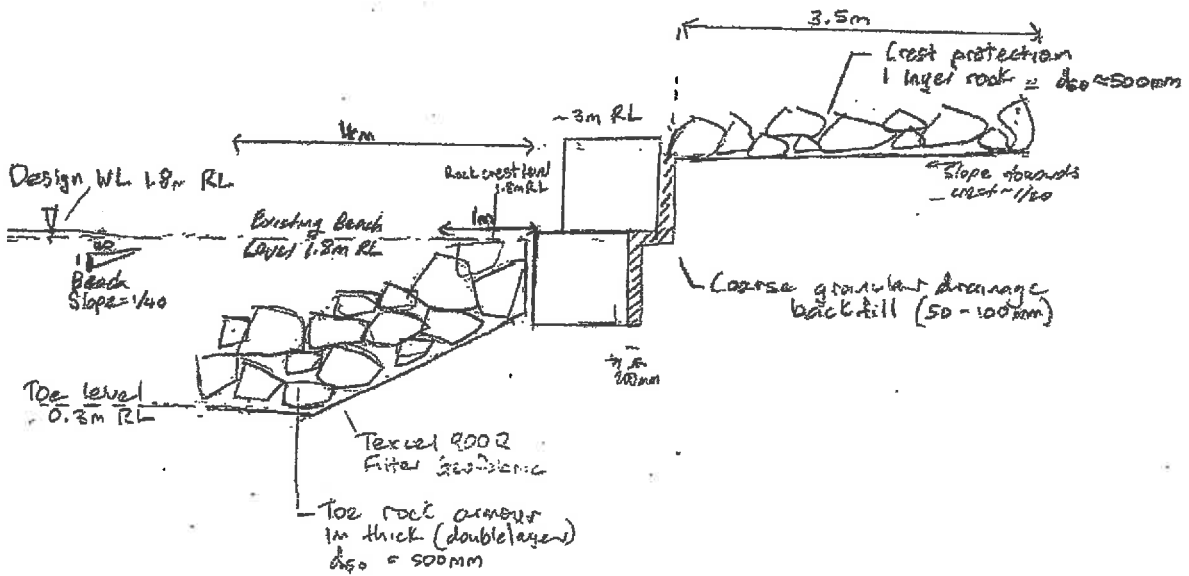 3.5m
Crest protection
1 layer rock = d50 ≈ 500mm
~3m RL
4m
Rock crest level
1.8m RL
Design WL 1.8m RL
1m
Existing Beach
Level 1.8m RL
Slope towards
crest ~ 1/20
1
Beach
Slope = 1/40
Coarse granular drainage
backfill (50 - 100mm)
200mm
Toe level
0.3m RL
Texcel 900R
Filter
Toe rock armour
1m thick (double layer)
d50 = 500mm